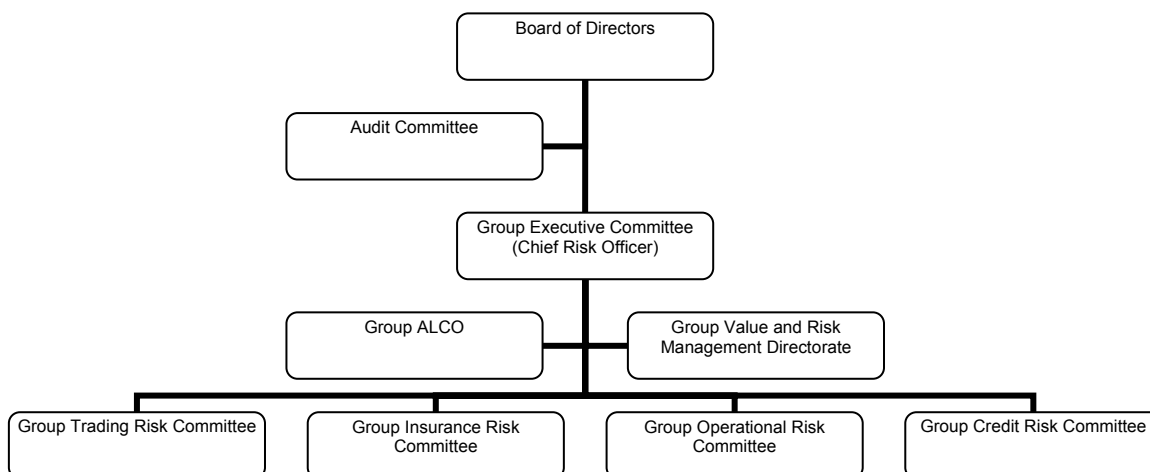 Board of Directors
Audit Committee
Group Executive Committee
(Chief Risk Officer)
Group ALCO
Group Value and Risk
Management Directorate
Group Trading Risk Committee
Group Insurance Risk
Committee
Group Operational Risk
Committee
Group Credit Risk Committee